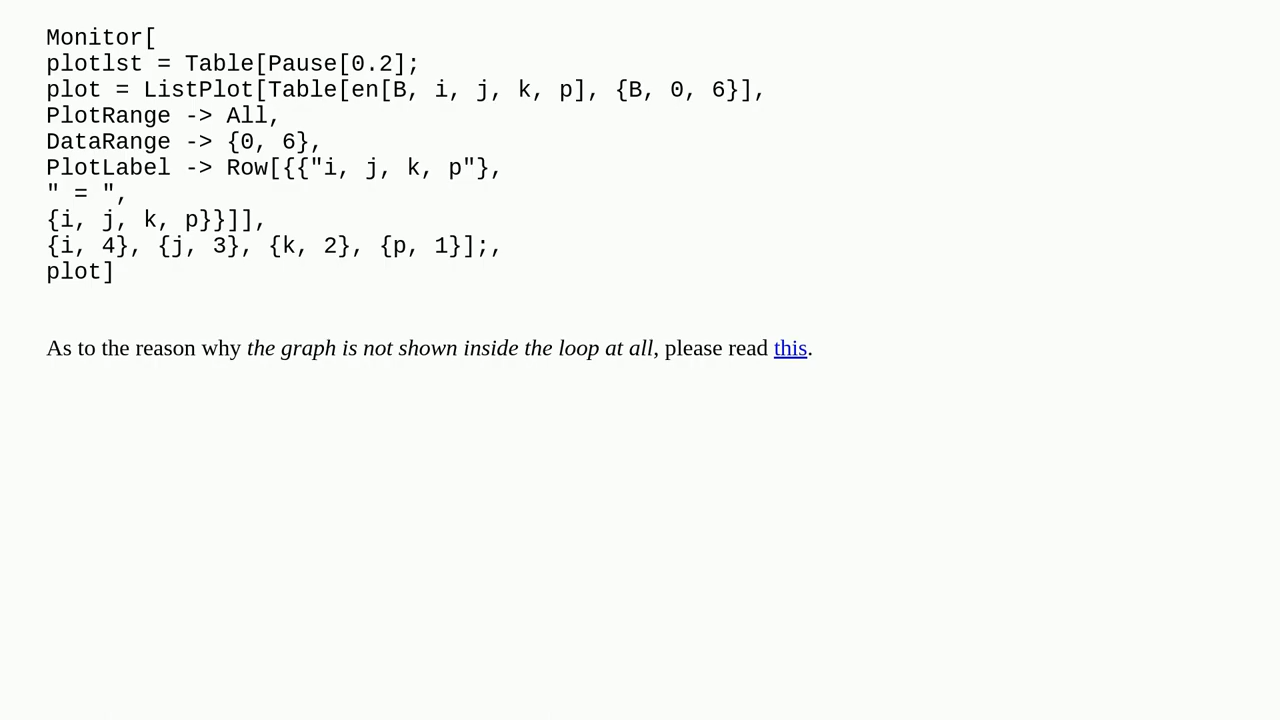 Monitor[
plotlst = Table[Pause[0.2];
plot = ListPlot[Table[en[B, i, j, k, p], {B, 0, 6}],
PlotRange -> All,
DataRange -> {0, 6},
PlotLabel -> Row[{{"i, j, k, p"},
" = ",
{i, j, k, p}}]],
{i, 4}, {j, 3}, {k, 2}, {p, 1}];,
plot]
As to the reason why the graph is not shown inside the loop at all, please read this.